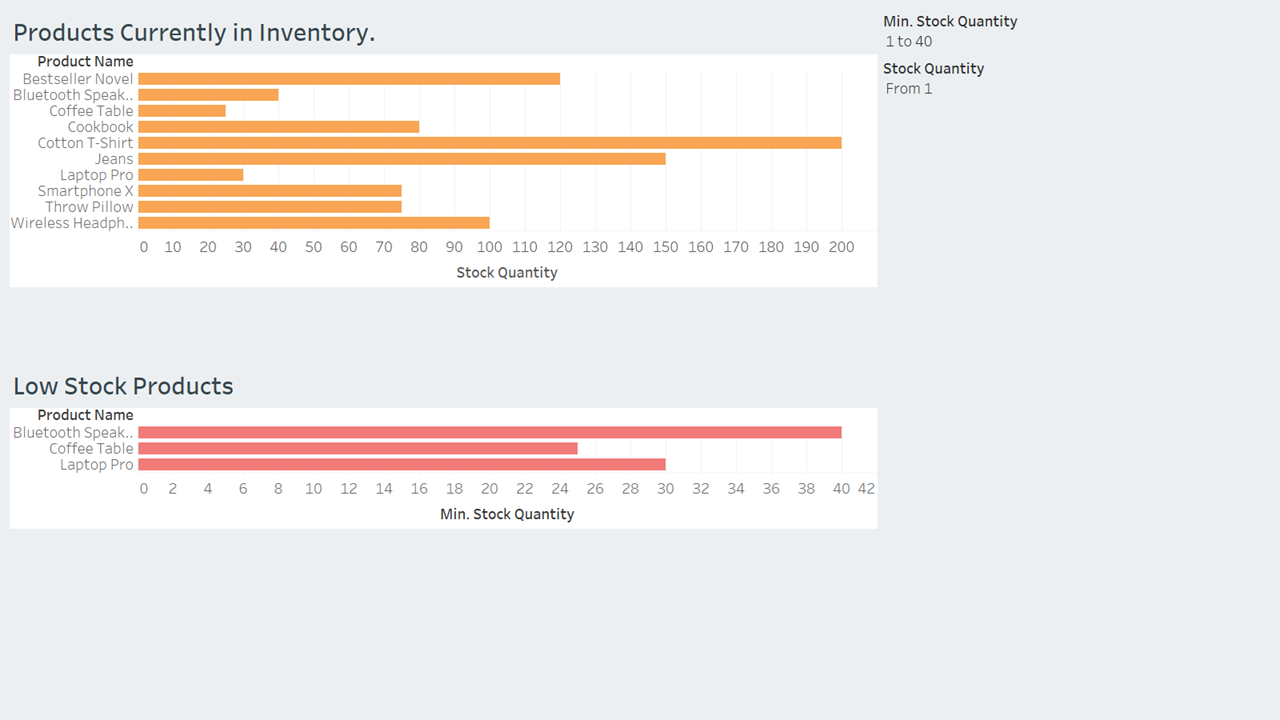 Products Currently in Inventory.
Product Name
Bestseller Novel
Bluetooth Speak..
Coffee Table
Cookbook
Cotton T-Shirt
Jeans
Laptop Pro
Smartphone X
Throw Pillow
Wireless Headph..
0 10 20 30 40 50 60 70 80 90 100 110 120 130 140 150 160 170 180 190 200
Stock Quantity
Min. Stock Quantity
1 to 40
Stock Quantity
From 1
Low Stock Products
Product Name
Bluetooth Speak..
Coffee Table
Laptop Pro
0 2 4 6 8 10 12 14 16 18 20 22 24 26 28 30 32 34 36 38 40 42
Min. Stock Quantity